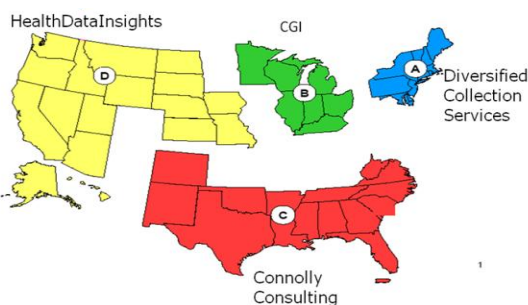 HealthDataInsights
CGI
D
B
A
Diversified
Collection
Services
C
Connolly
Consulting
1